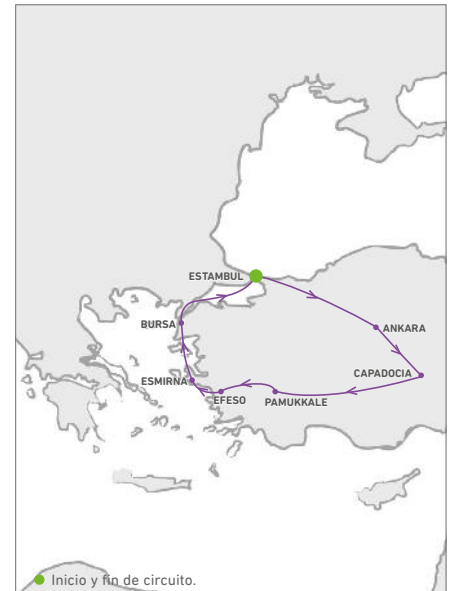 ESTAMBUL
BURSA
ANKARA
CAPADOCIA
ESMIRNA
EFESO
PAMUKKALE
Inicio y fin de circuito.